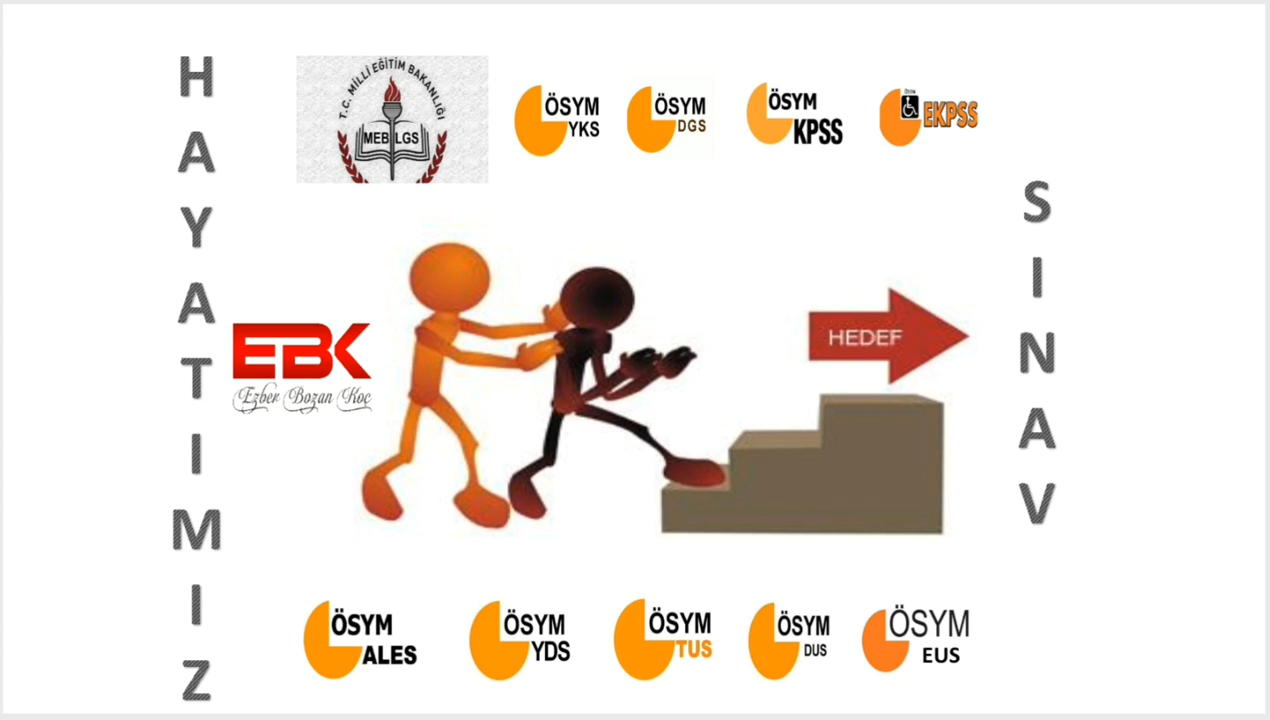 HAYATIMIZ
T.C. MİLLİ EĞİTİM BAKANLIĞI
MEB LGS
ÖSYM
YKS
ÖSYM
DGS
ÖSYM
KPSS
EKPSS
SINAV
EBK
Ezber Bozan Koç
HEDEF
ÖSYM
ALES
ÖSYM
YDS
ÖSYM
TUS
ÖSYM
DUS
ÖSYM
EUS